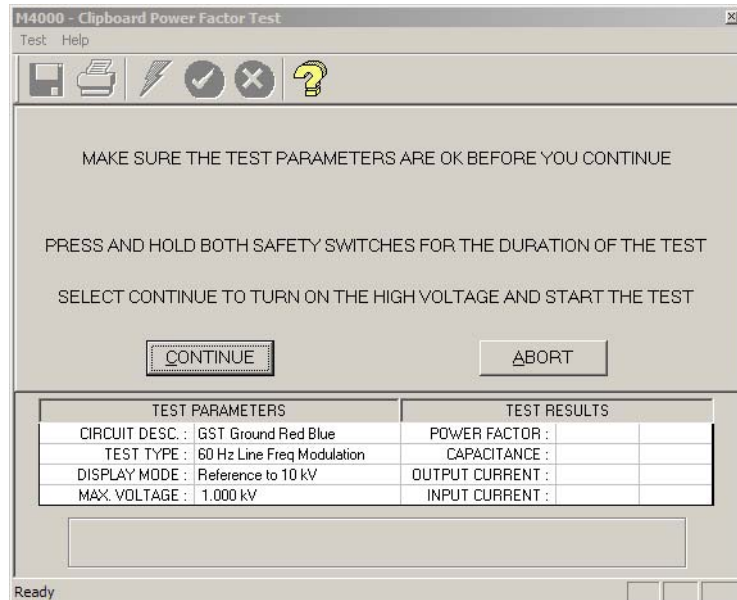 M4000 - Clipboard Power Factor Test
Test Help
MAKE SURE THE TEST PARAMETERS ARE OK BEFORE YOU CONTINUE
PRESS AND HOLD BOTH SAFETY SWITCHES FOR THE DURATION OF THE TEST
SELECT CONTINUE TO TURN ON THE HIGH VOLTAGE AND START THE TEST
CONTINUE ABORT
TEST PARAMETERS TEST RESULTS
CIRCUIT DESC. : GST Ground Red Blue POWER FACTOR :
TEST TYPE : 60 Hz Line Freq Modulation CAPACITANCE :
DISPLAY MODE : Reference to 10 kV OUTPUT CURRENT :
MAX. VOLTAGE : 1.000 kV INPUT CURRENT :
Ready